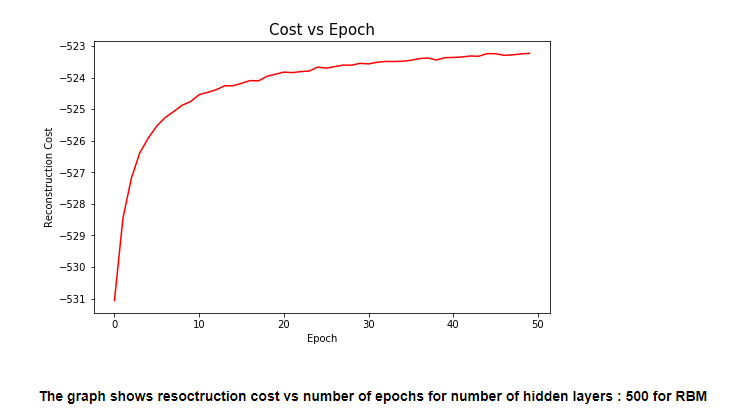 Cost vs Epoch
−523
−524
−525
−526
−527
−528
−529
−530
−531
Reconstruction Cost
0 10 20 30 40 50
Epoch
The graph shows resoctruction cost vs number of epochs for number of hidden layers : 500 for RBM